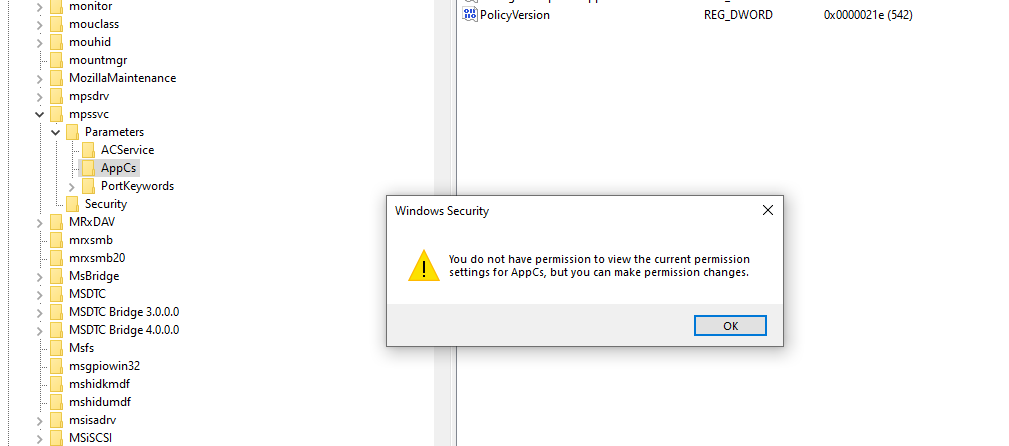 monitor
PolicyVersion REG_DWORD 0x0000021e (542)
mouclass
mouhid
mountmgr
MozillaMaintenance
mpsdrv
mpssvc
Parameters
ACService
AppCs
PortKeywords
Security
Windows Security
You do not have permission to view the current permission
settings for AppCs, but you can make permission changes.
OK
MRxDAV
mrxsmb
mrxsmb20
MsBridge
MSDTC
MSDTC Bridge 3.0.0.0
MSDTC Bridge 4.0.0.0
Msfs
msgpiowin32
mshidkmdf
mshidumdf
msisadrv
MSiSCSI